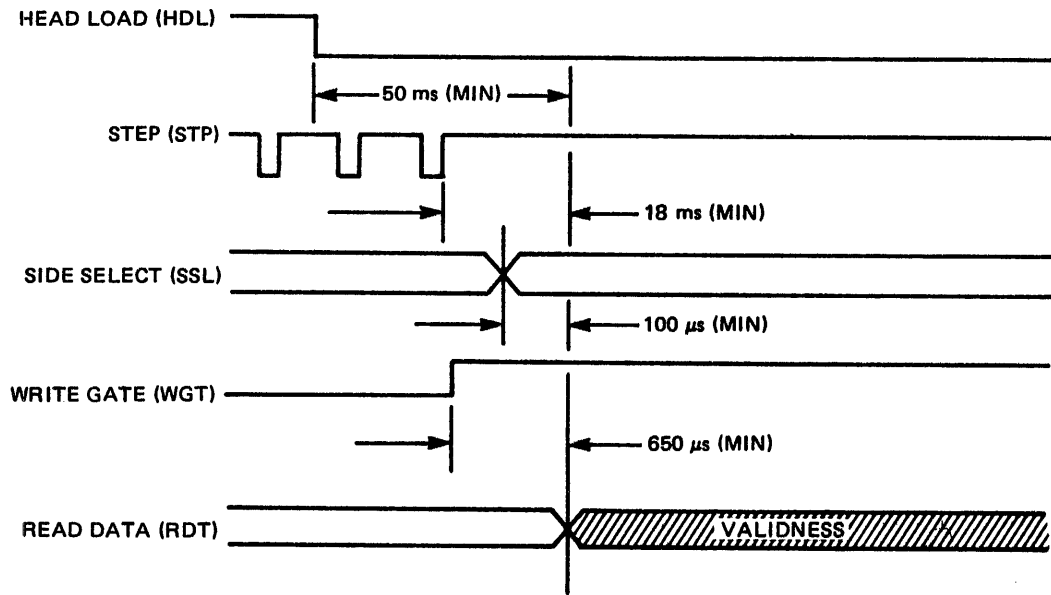 HEAD LOAD (HDL)
50 ms (MIN)
STEP (STP)
18 ms (MIN)
SIDE SELECT (SSL)
100 µs (MIN)
WRITE GATE (WGT)
650 µs (MIN)
READ DATA (RDT)
VALIDNESS